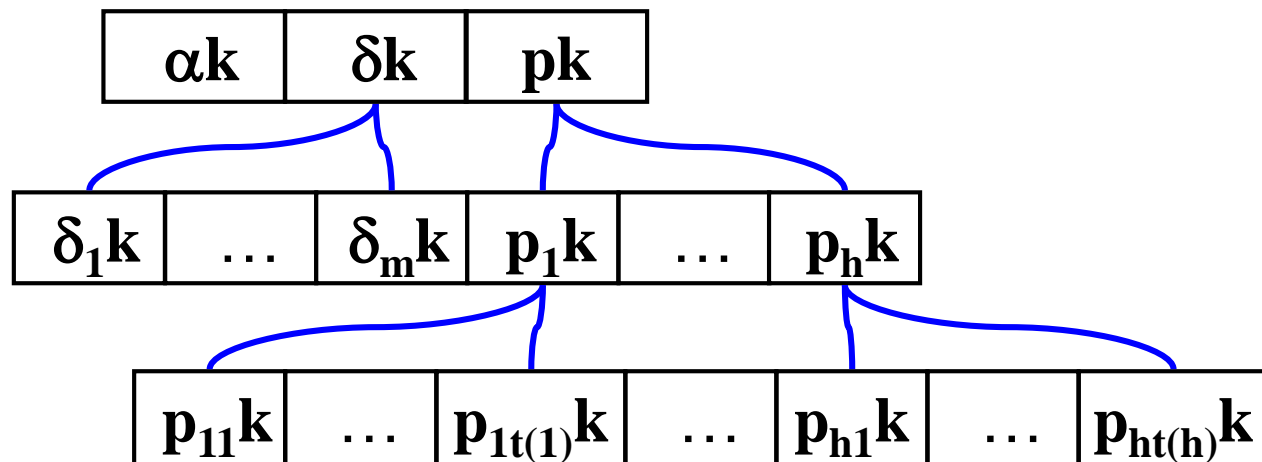 αk δk pk
δ₁k … δₘk p₁k … pₕk
p₁₁k … p₁ₜ₍₁₎k … pₕ₁k … pₕₜ₍ₕ₎k